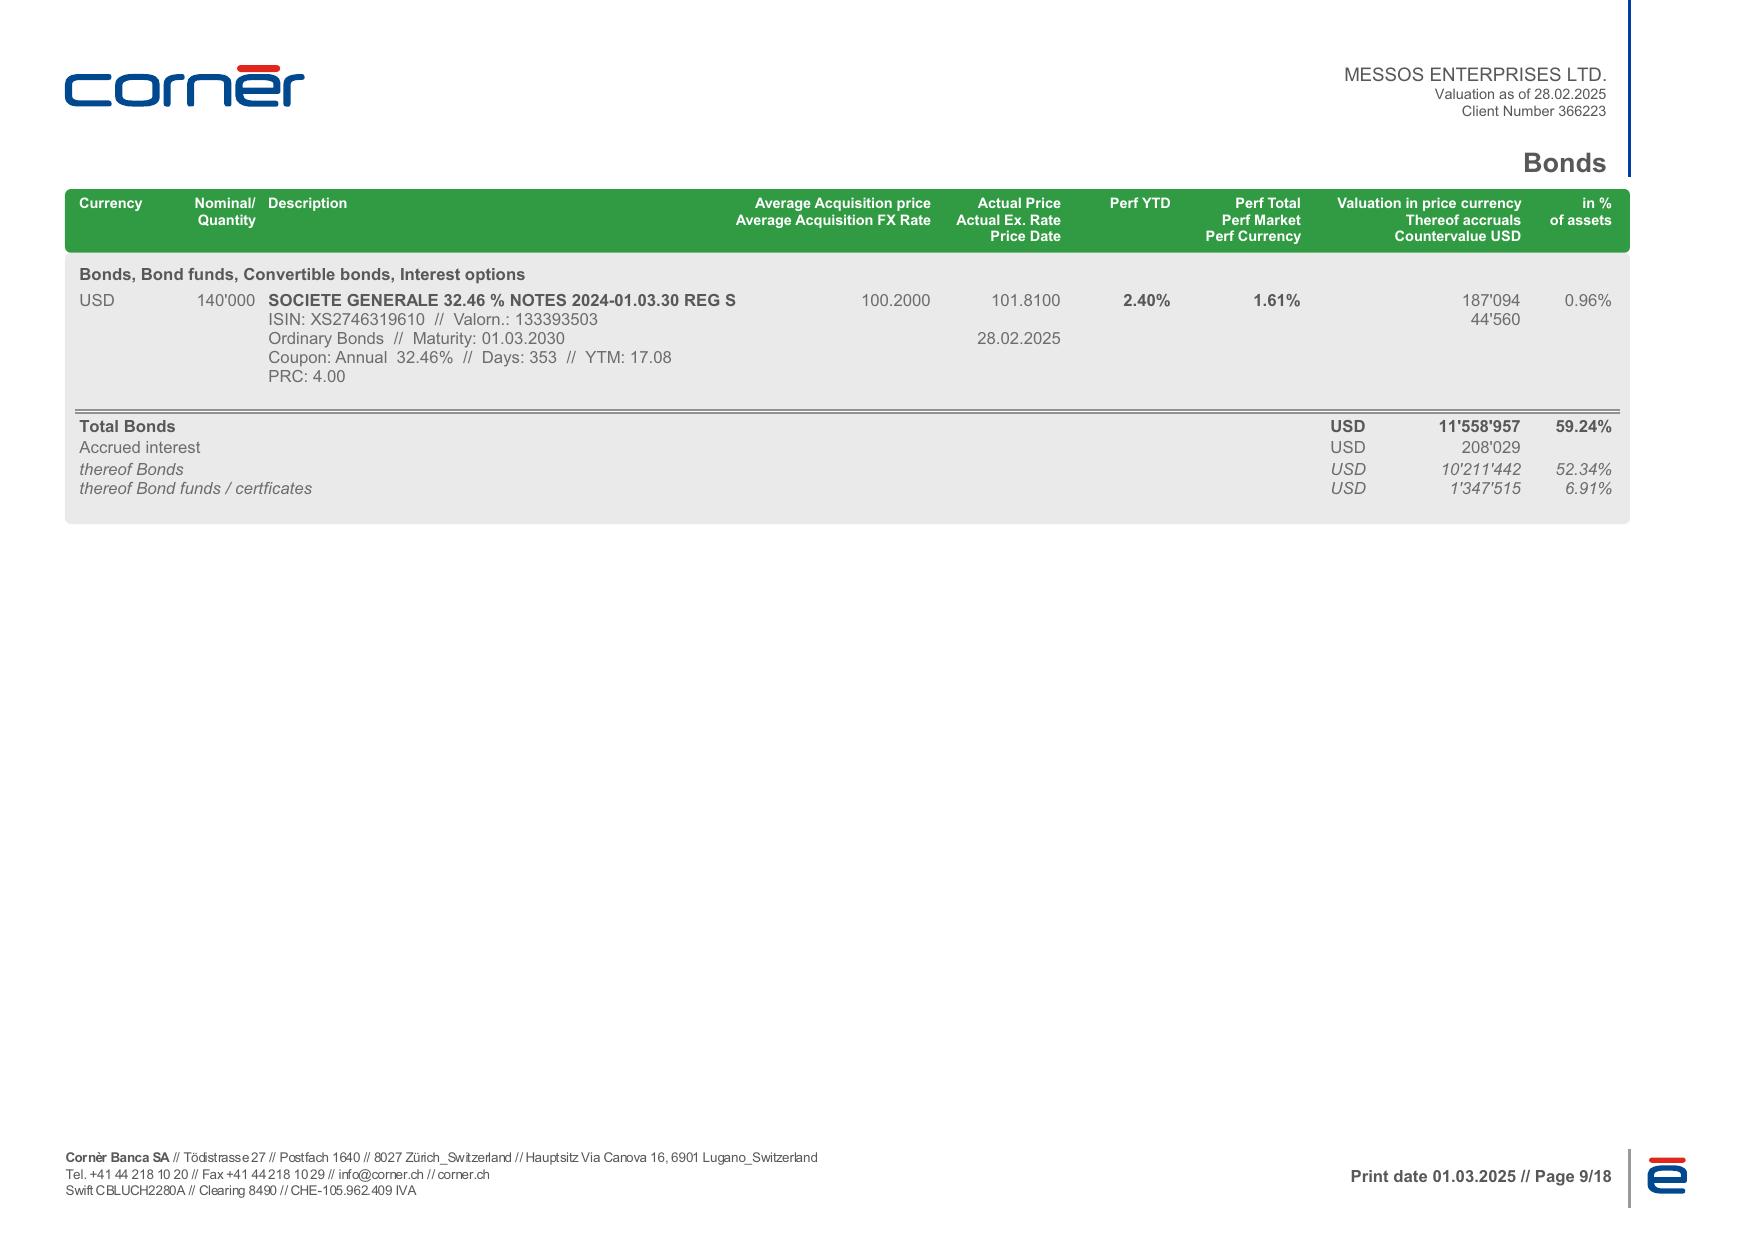 cornèr
MESSOS ENTERPRISES LTD.
Valuation as of 28.02.2025
Client Number 366223
Bonds
Currency Nominal/ Description Average Acquisition price Actual Price Perf YTD Perf Total Valuation in price currency in %
Quantity Average Acquisition FX Rate Actual Ex. Rate Perf Market Thereof accruals of assets
Price Date Perf Currency Countervalue USD
Bonds, Bond funds, Convertible bonds, Interest options
USD 140'000 SOCIETE GENERALE 32.46 % NOTES 2024-01.03.30 REG S 100.2000 101.8100 2.40% 1.61% 187'094 0.96%
ISIN: XS2746319610 // Valorn.: 133393503 44'560
Ordinary Bonds // Maturity: 01.03.2030 28.02.2025
Coupon: Annual 32.46% // Days: 353 // YTM: 17.08
PRC: 4.00
Total Bonds USD 11'558'957 59.24%
Accrued interest USD 208'029
thereof Bonds USD 10'211'442 52.34%
thereof Bond funds / certficates USD 1'347'515 6.91%
Cornèr Banca SA // Tödistrasse 27 // Postfach 1640 // 8027 Zürich_Switzerland // Hauptsitz Via Canova 16, 6901 Lugano_Switzerland
Tel. +41 44 218 10 20 // Fax +41 44 218 10 29 // info@corner.ch // corner.ch
Swift CBLUCH2280A // Clearing 8490 // CHE-105.962.409 IVA
Print date 01.03.2025 // Page 9/18